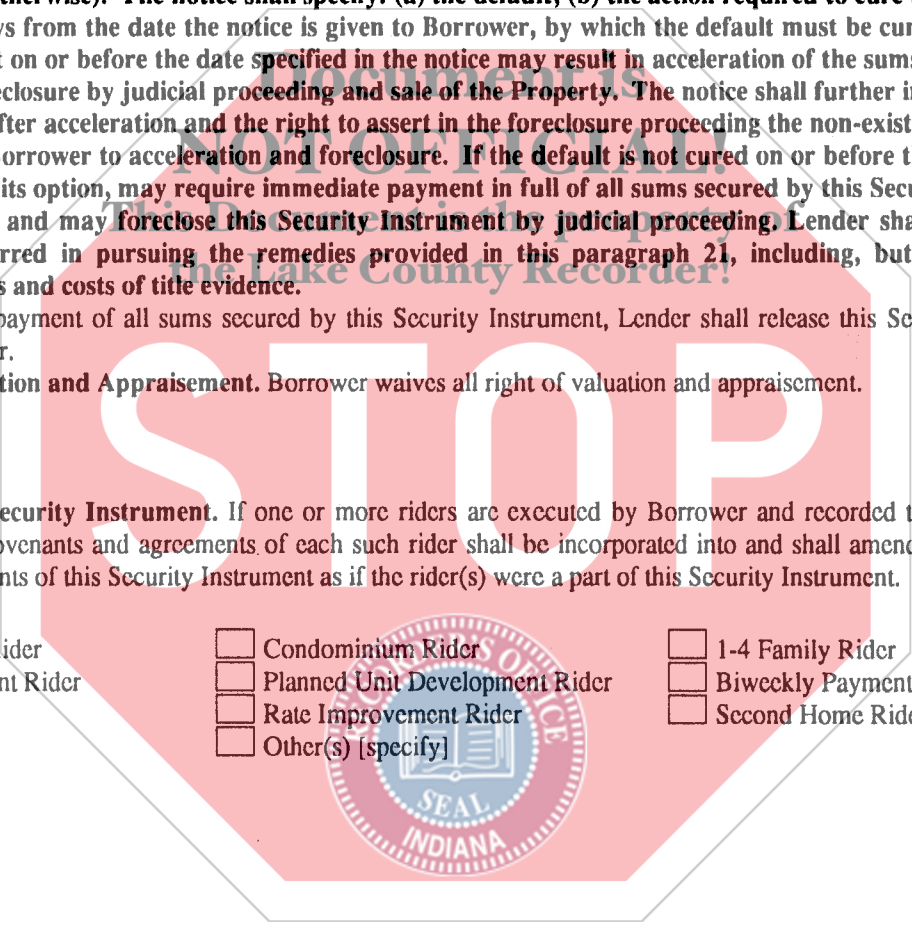 therwise). The notice shall specify: (a) the default; (b) the action required to cure
ys from the date the notice is given to Borrower, by which the default must be cur
t on or before the date specified in the notice may result in acceleration of the sums
eclosure by judicial proceeding and sale of the Property. The notice shall further i
fter acceleration and the right to assert in the foreclosure proceeding the non-exist
orrower to acceleration and foreclosure. If the default is not cured on or before t
its option, may require immediate payment in full of all sums secured by this Secu
and may foreclose this Security Instrument by judicial proceeding. Lender sha
rred in pursuing the remedies provided in this paragraph 21, including, but
s and costs of title evidence.
payment of all sums secured by this Security Instrument, Lender shall release this Se
r.
tion and Appraisement. Borrower waives all right of valuation and appraisement.
ecurity Instrument. If one or more riders are executed by Borrower and recorded t
ovenants and agreements of each such rider shall be incorporated into and shall amend
nts of this Security Instrument as if the rider(s) were a part of this Security Instrument.
ider Condominium Rider 1-4 Family Rider
nt Rider Planned Unit Development Rider Biweekly Payment
Rate Improvement Rider Second Home Ride
Other(s) [specify]
Document is
NOT OFFICIAL!
This Document is the property of
the Lake County Recorder!
STOP
RECORDER'S OFFICE
SEAL
INDIANA